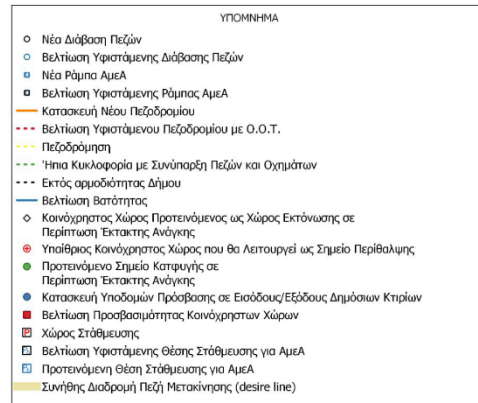 ΥΠΟΜΝΗΜΑ
Νέα Διάβαση Πεζών
Βελτίωση Υφιστάμενης Διάβασης Πεζών
Νέα Ράμπα ΑμεΑ
Βελτίωση Υφιστάμενης Ράμπας ΑμεΑ
Κατασκευή Νέου Πεζοδρομίου
Βελτίωση Υφιστάμενου Πεζοδρομίου με Ο.Ο.Τ.
Πεζοδρόμηση
Ήπια Κυκλοφορία με Συνύπαρξη Πεζών και Οχημάτων
Εκτός αρμοδιότητας Δήμου
Βελτίωση Βατότητας
Κοινόχρηστος Χώρος Προτεινόμενος ως Χώρος Εκτόνωσης σε
Περίπτωση Έκτακτης Ανάγκης
Υπαίθριος Κοινόχρηστος Χώρος που θα Λειτουργεί ως Σημείο Περίθαλψης
Προτεινόμενο Σημείο Κατφυγής σε
Περίπτωση Έκτακτης Ανάγκης
Κατασκευή Υποδομών Πρόσβασης σε Εισόδους/Εξόδους Δημόσιων Κτιρίων
Βελτίωση Προσβασιμότητας Κοινόχρηστων Χώρων
P Χώρος Στάθμευσης
Βελτίωση Υφιστάμενης Θέσης Στάθμευσης για ΑμεΑ
Προτεινόμενη Θέση Στάθμευσης για ΑμεΑ
Συνήθης Διαδρομή Πεζή Μετακίνησης (desire line)